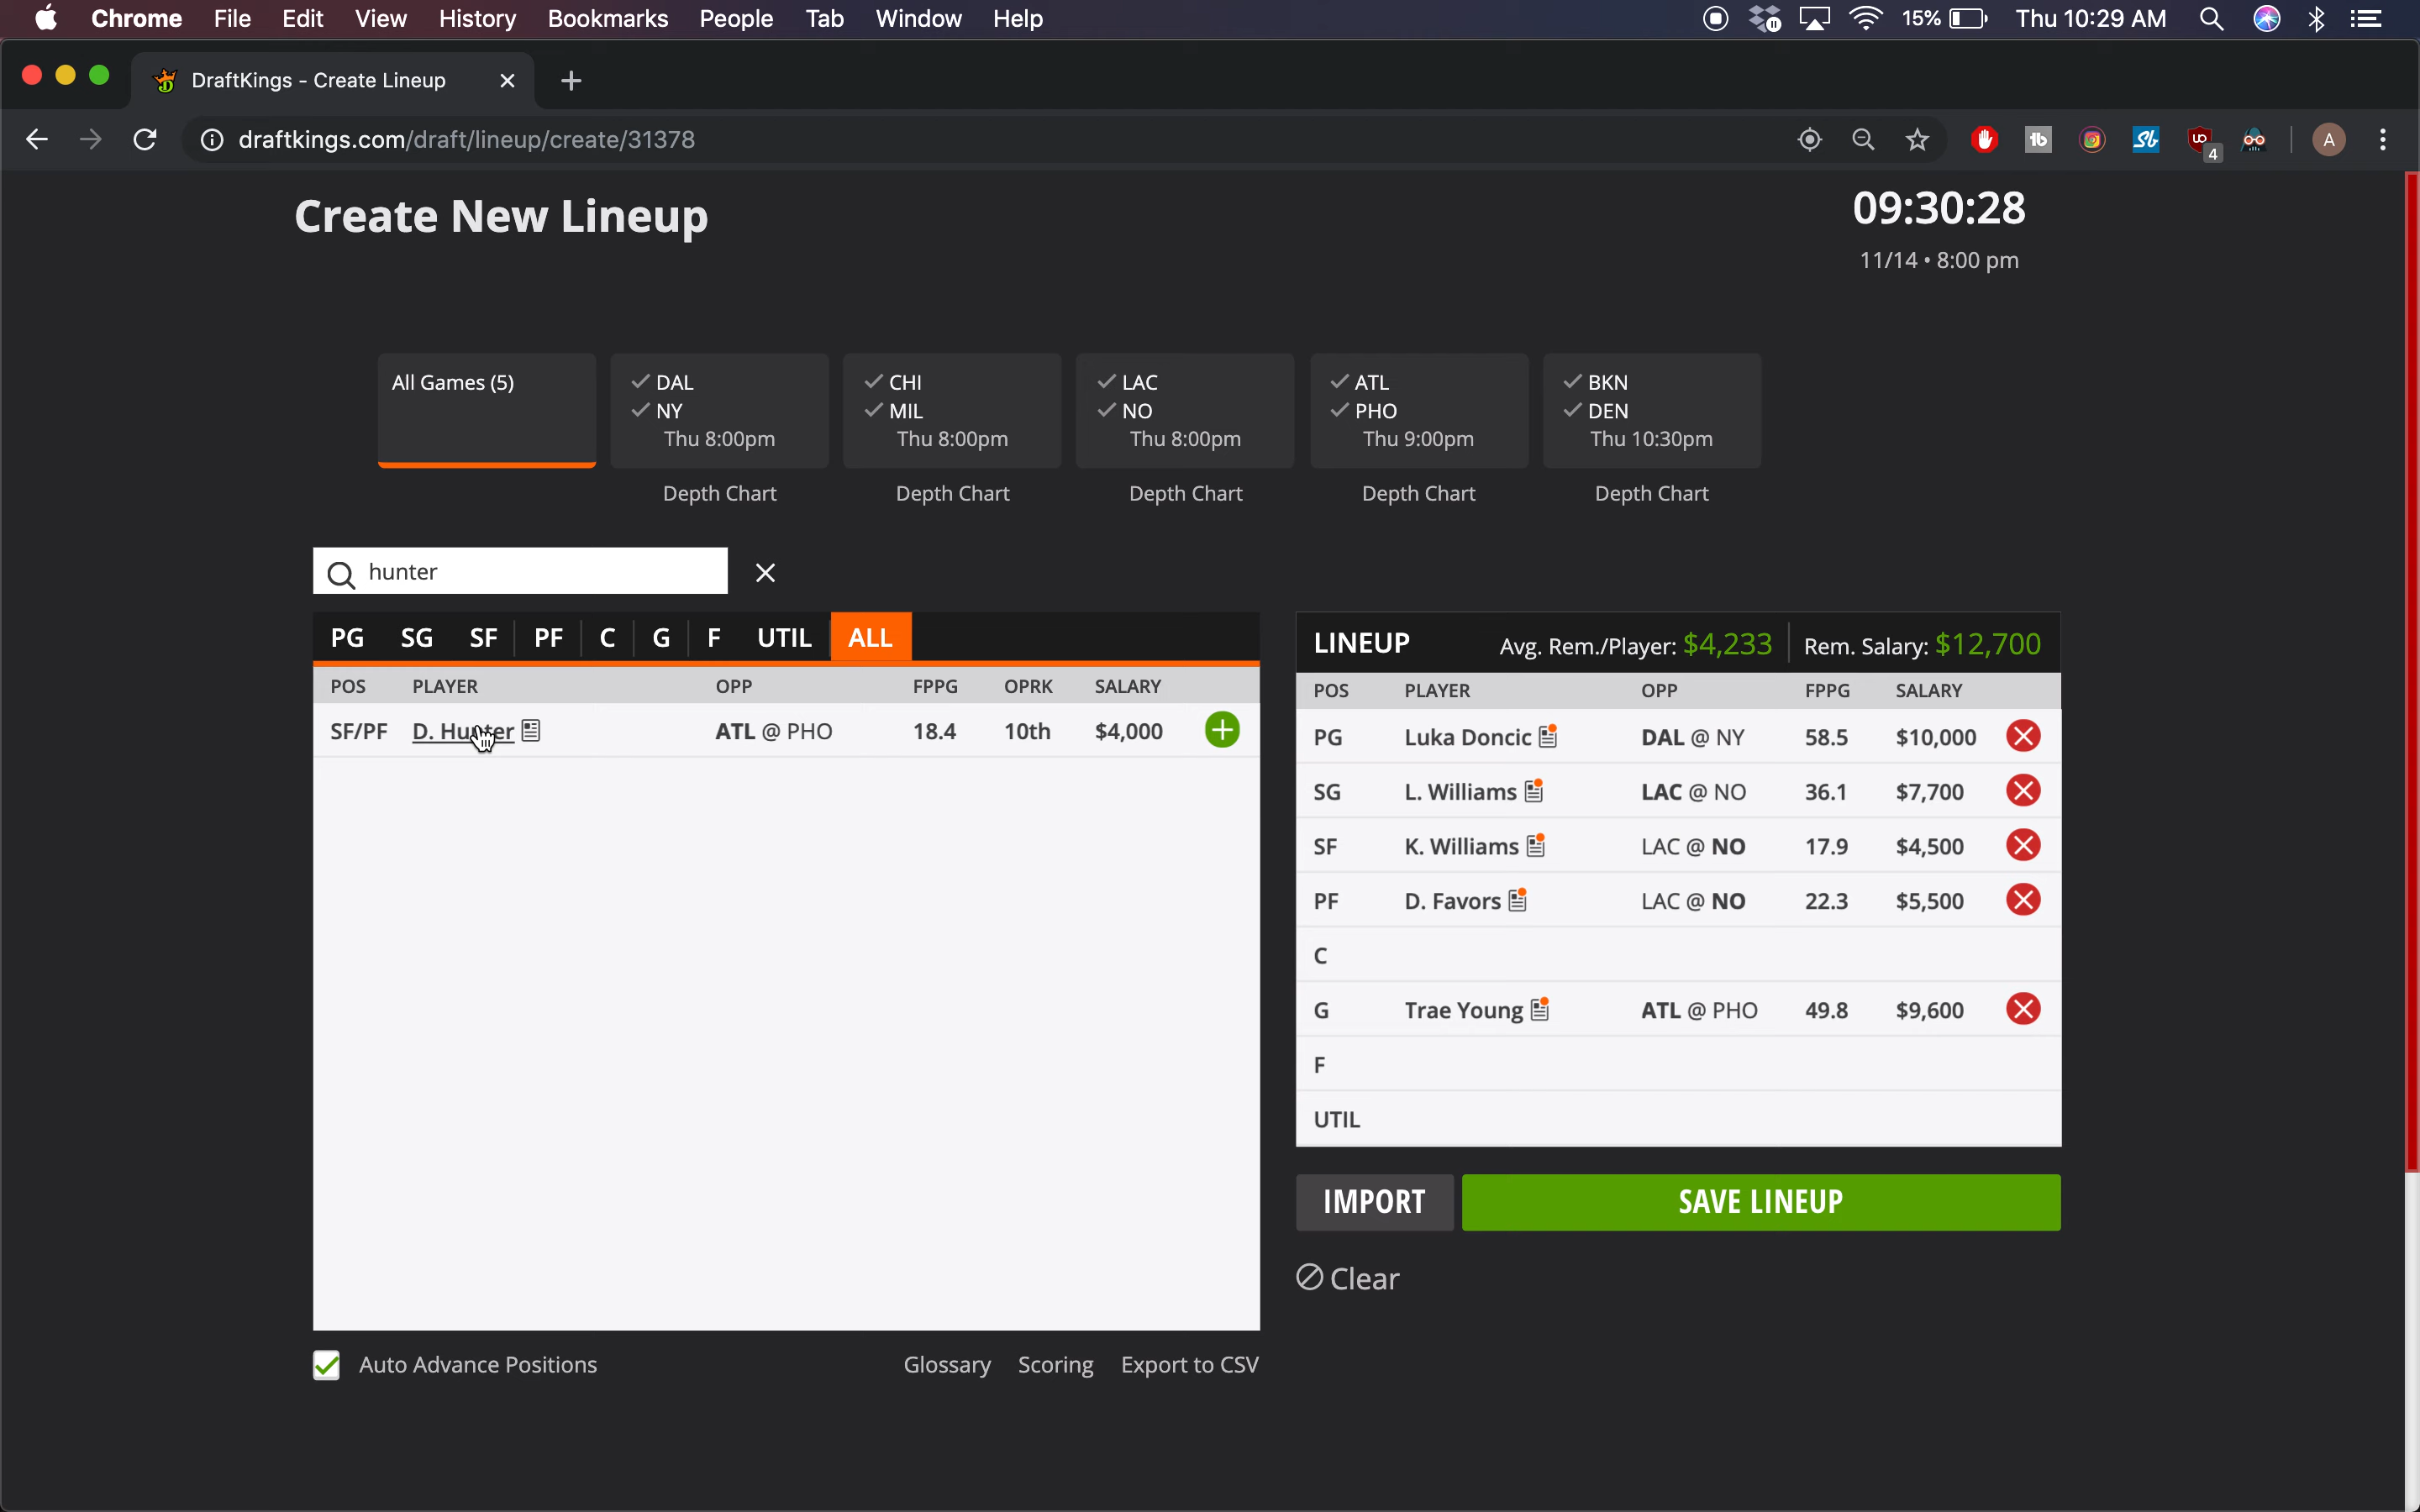 Chrome File Edit View History Bookmarks People Tab Window Help 15% Thu 10:29 AM
DraftKings - Create Lineup
draftkings.com/draft/lineup/create/31378
tb Sb UD 4 A
Create New Lineup
09:30:28
11/14 • 8:00 pm
All Games (5)
DAL
NY
Thu 8:00pm
Depth Chart
CHI
MIL
Thu 8:00pm
Depth Chart
LAC
NO
Thu 8:00pm
Depth Chart
ATL
PHO
Thu 9:00pm
Depth Chart
BKN
DEN
Thu 10:30pm
Depth Chart
hunter
PG SG SF PF C G F UTIL ALL
POS PLAYER OPP FPPG OPRK SALARY
SF/PF D. Hunter ATL @ PHO 18.4 10th $4,000
Auto Advance Positions
Glossary Scoring Export to CSV
LINEUP Avg. Rem./Player: $4,233 Rem. Salary: $12,700
POS PLAYER OPP FPPG SALARY
PG Luka Doncic DAL @ NY 58.5 $10,000
SG L. Williams LAC @ NO 36.1 $7,700
SF K. Williams LAC @ NO 17.9 $4,500
PF D. Favors LAC @ NO 22.3 $5,500
C
G Trae Young ATL @ PHO 49.8 $9,600
F
UTIL
IMPORT SAVE LINEUP
Clear